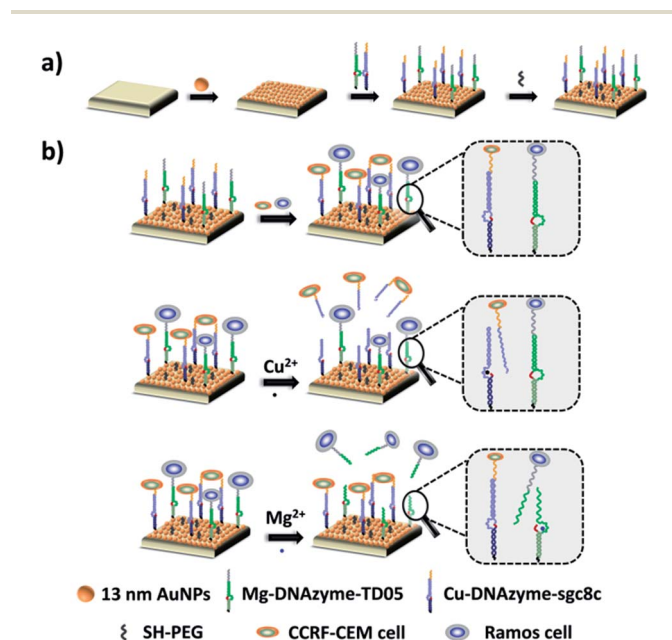 a)
b)
Cu²⁺
Mg²⁺
13 nm AuNPs Mg-DNAzyme-TD05 Cu-DNAzyme-sgc8c
SH-PEG CCRF-CEM cell Ramos cell